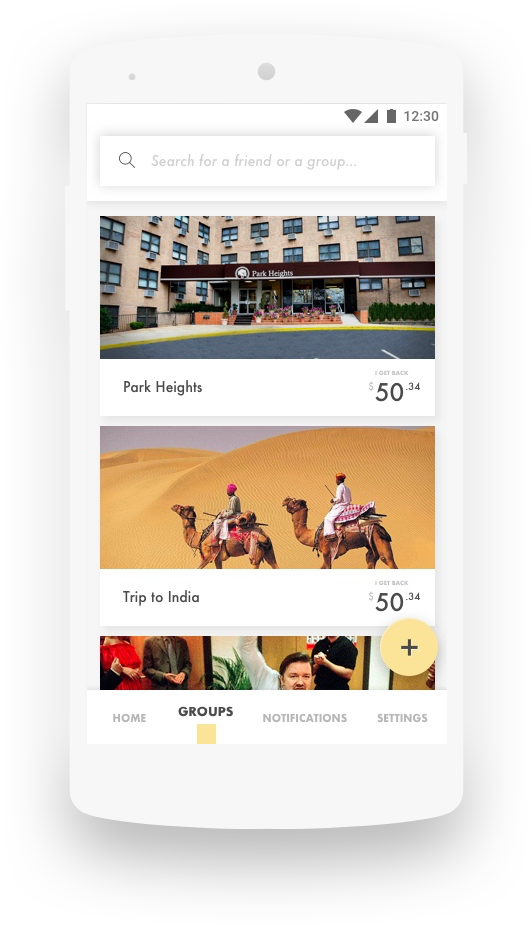 12:30
Search for a friend or a group...
Park Heights
I GET BACK
Park Heights
$50.34
I GET BACK
Trip to India
$50.34
+
HOME
GROUPS
NOTIFICATIONS
SETTINGS